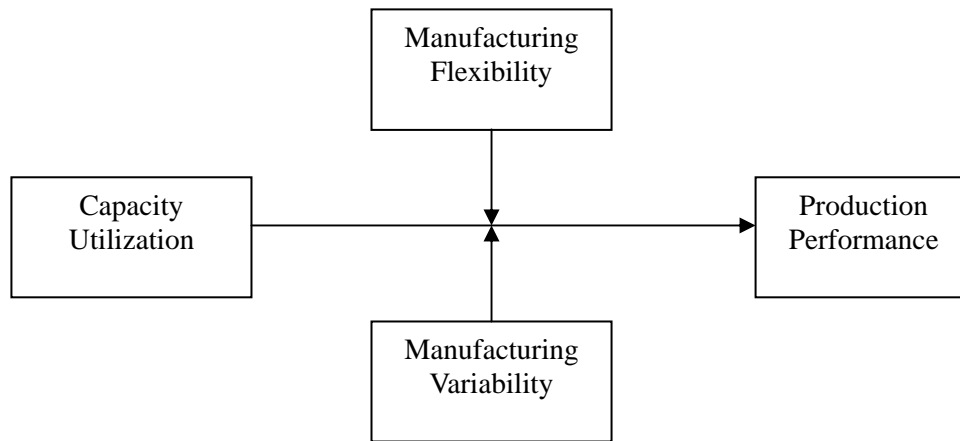 Manufacturing
Flexibility
Capacity
Utilization
Production
Performance
Manufacturing
Variability